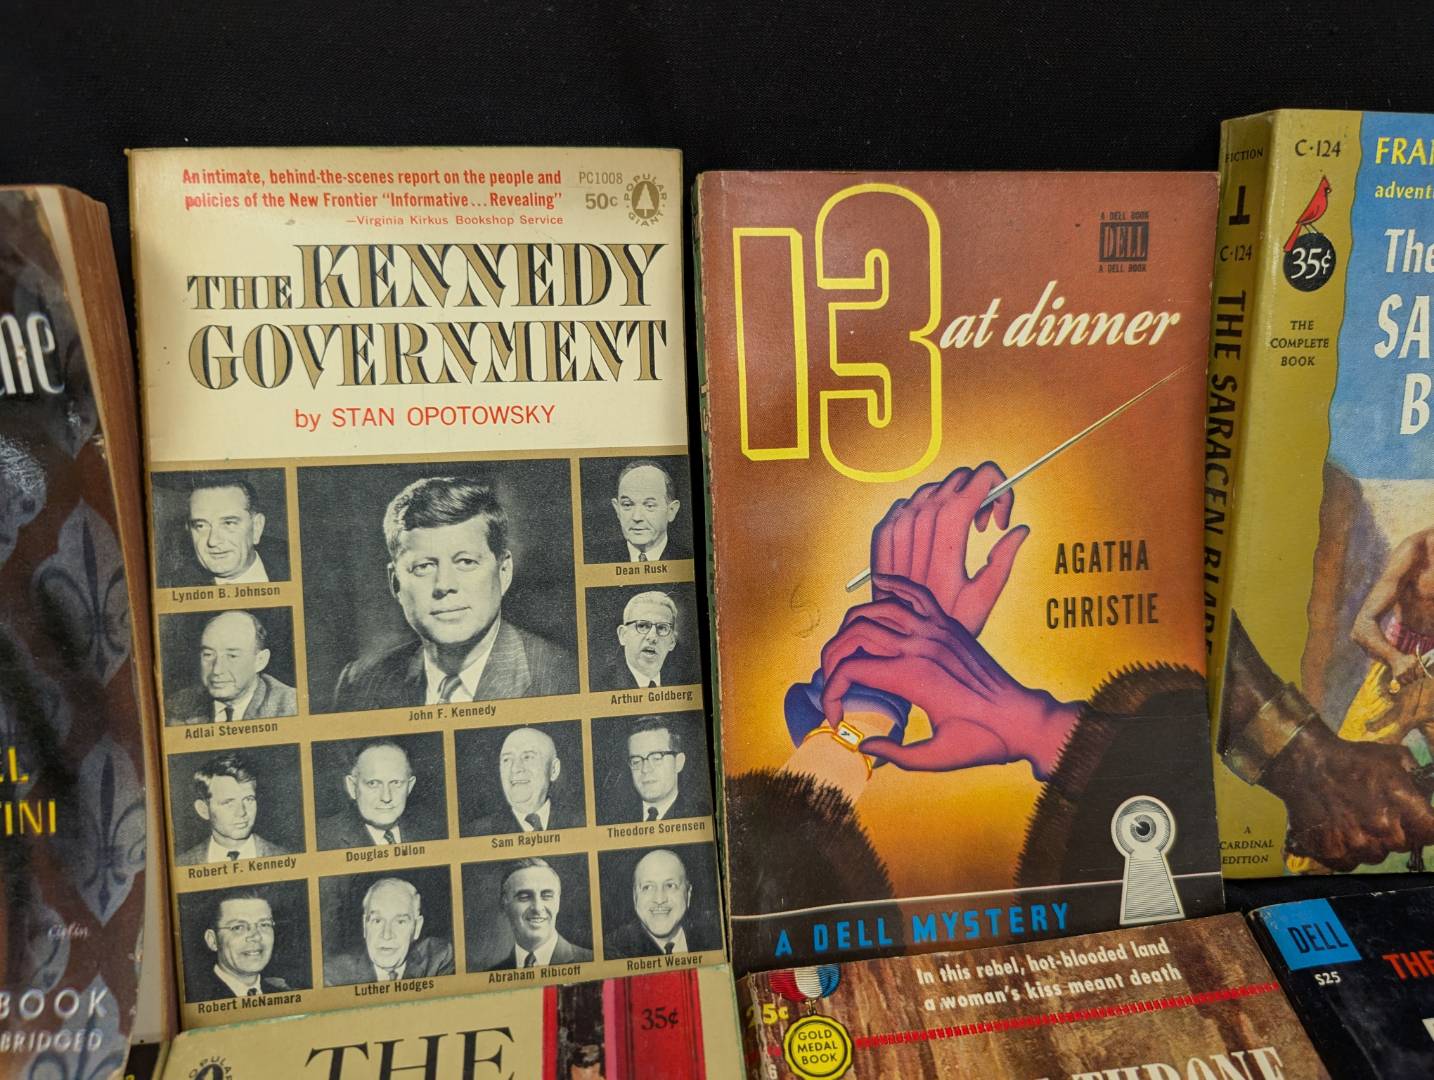 An intimate, behind-the-scenes report on the people and
policies of the New Frontier "Informative...Revealing"
—Virginia Kirkus Bookshop Service
PC1008
50c
POPULAR
GIANT
THE KENNEDY
GOVERNMENT
by STAN OPOTOWSKY
Lyndon B. Johnson
John F. Kennedy
Dean Rusk
Adlai Stevenson
Arthur Goldberg
Robert F. Kennedy
Douglas Dillon
Sam Rayburn
Theodore Sorensen
Robert McNamara
Luther Hodges
Abraham Ribicoff
Robert Weaver
13
at dinner
A DELL BOOK
DELL
A DELL BOOK
AGATHA
CHRISTIE
A DELL MYSTERY
FICTION
C·124
THE SARACEN BLADE
C·124
35¢
THE
COMPLETE
BOOK
A
CARDINAL
EDITION
FRAN
advent
The
SA
B
INI
BOOK
BRIDGED
THE
35¢
In this rebel, hot-blooded land
a woman's kiss meant death
25c
GOLD
MEDAL
BOOK
THRONE
DELL
S25
THE